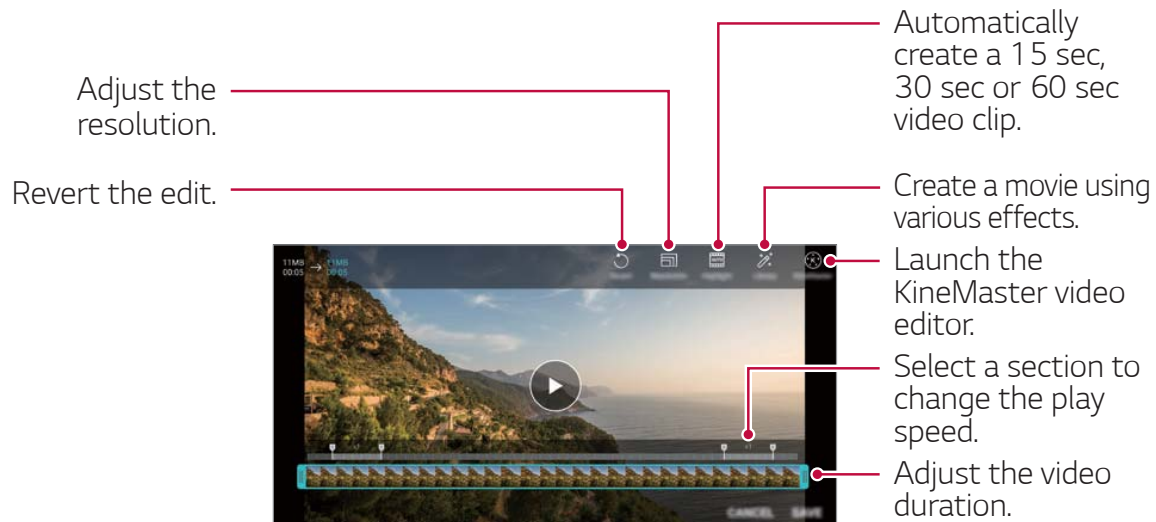 Automatically
create a 15 sec,
30 sec or 60 sec
video clip.
Adjust the
resolution.
Revert the edit.
Create a movie using
various effects.
Launch the
KineMaster video
editor.
Select a section to
change the play
speed.
Adjust the video
duration.
11MB → 11MB
00:05 00:05
AUTO
CANCEL SAVE